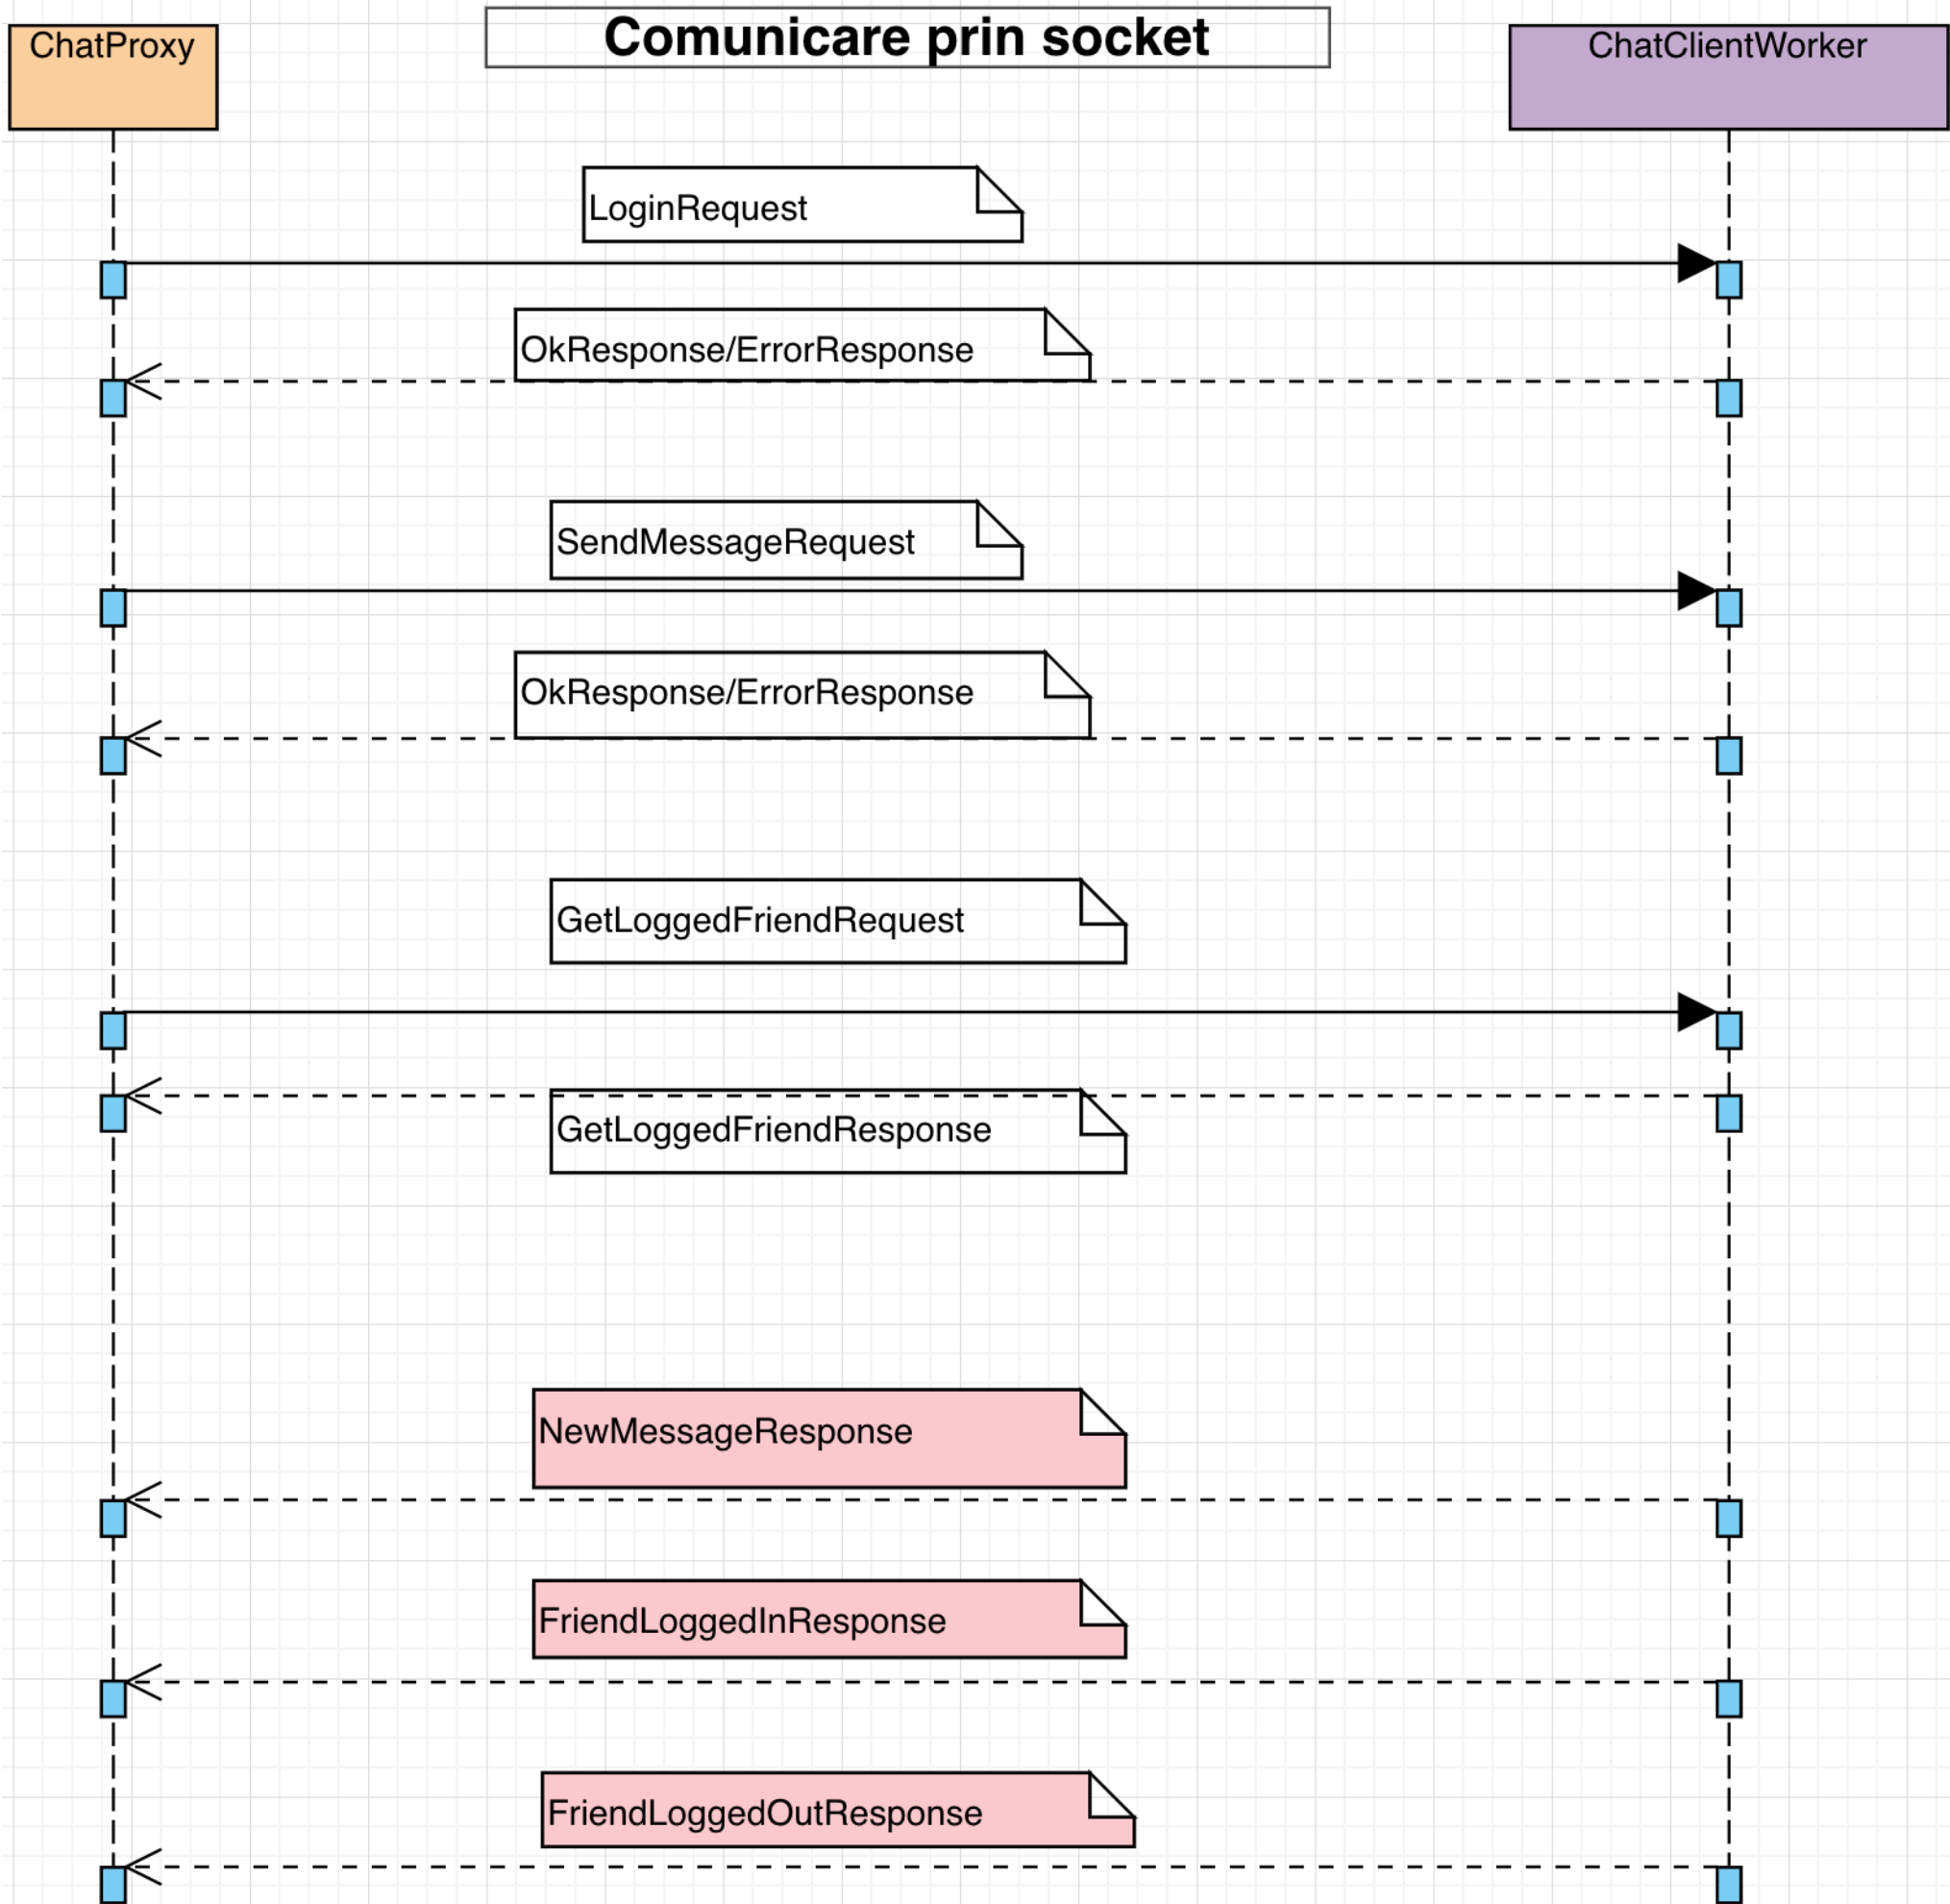 Comunicare prin socket
ChatProxy
ChatClientWorker
LoginRequest
OkResponse/ErrorResponse
SendMessageRequest
OkResponse/ErrorResponse
GetLoggedFriendRequest
GetLoggedFriendResponse
NewMessageResponse
FriendLoggedInResponse
FriendLoggedOutResponse